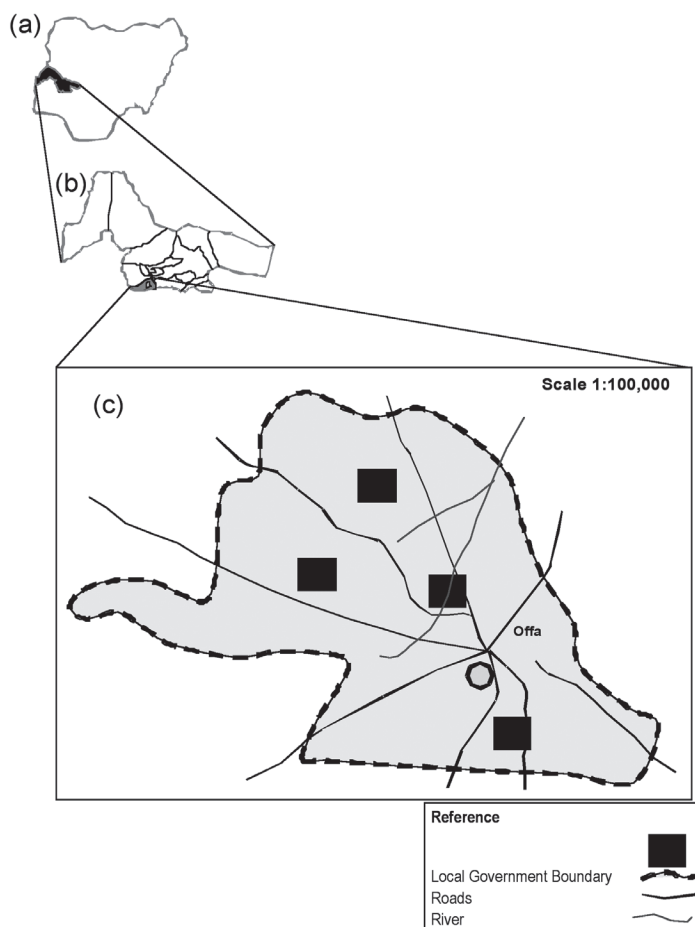 (a)
(b)
(c)
Scale 1:100,000
Offa
Reference
Local Government Boundary
Roads
River